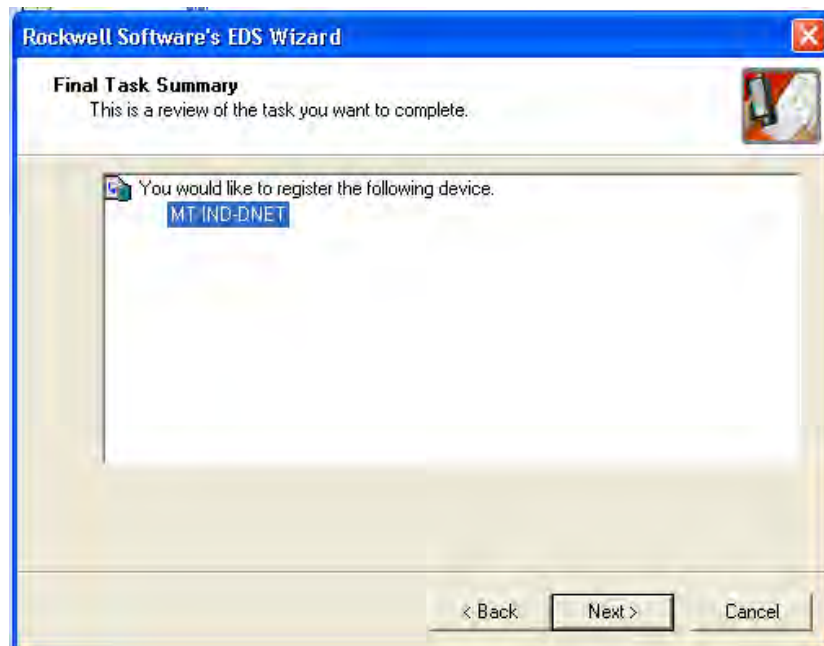 Rockwell Software's EDS Wizard
Final Task Summary
This is a review of the task you want to complete.
You would like to register the following device.
MT IND-DNET
< Back
Next >
Cancel